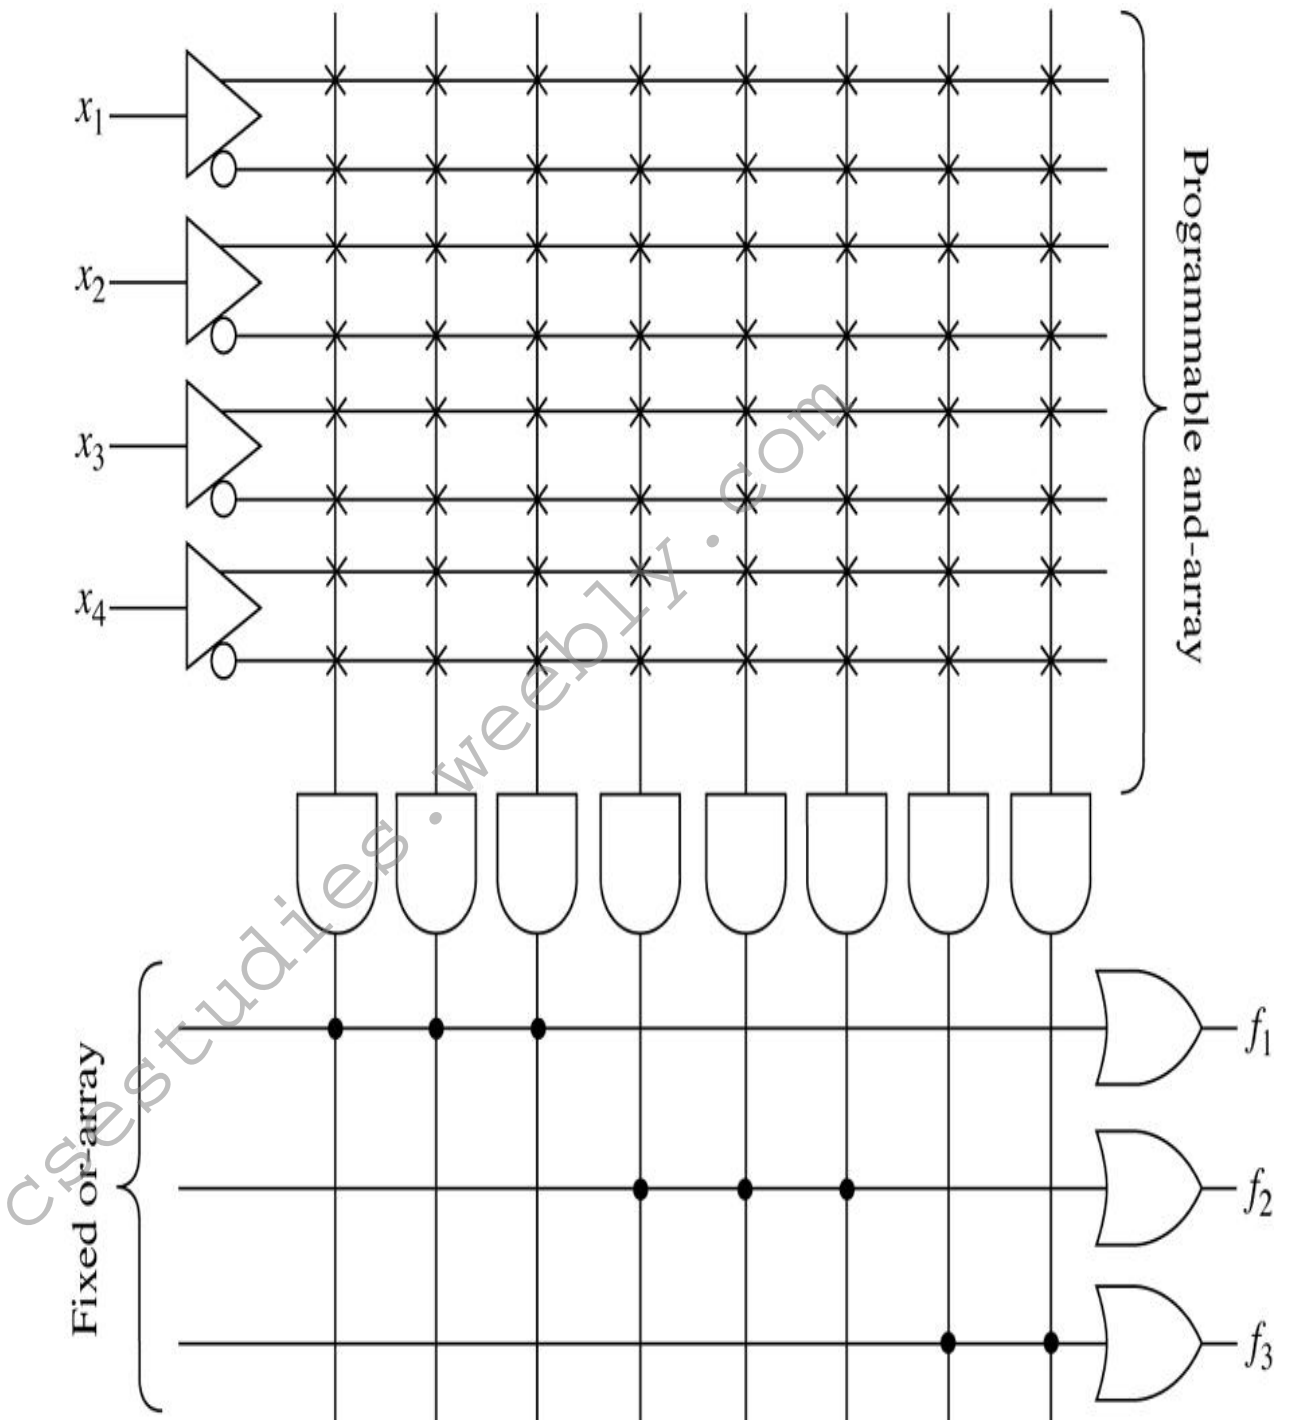 x1
x2
x3
x4
Programmable and-array
Fixed or-array
f1
f2
f3
csestudies.weebly.com